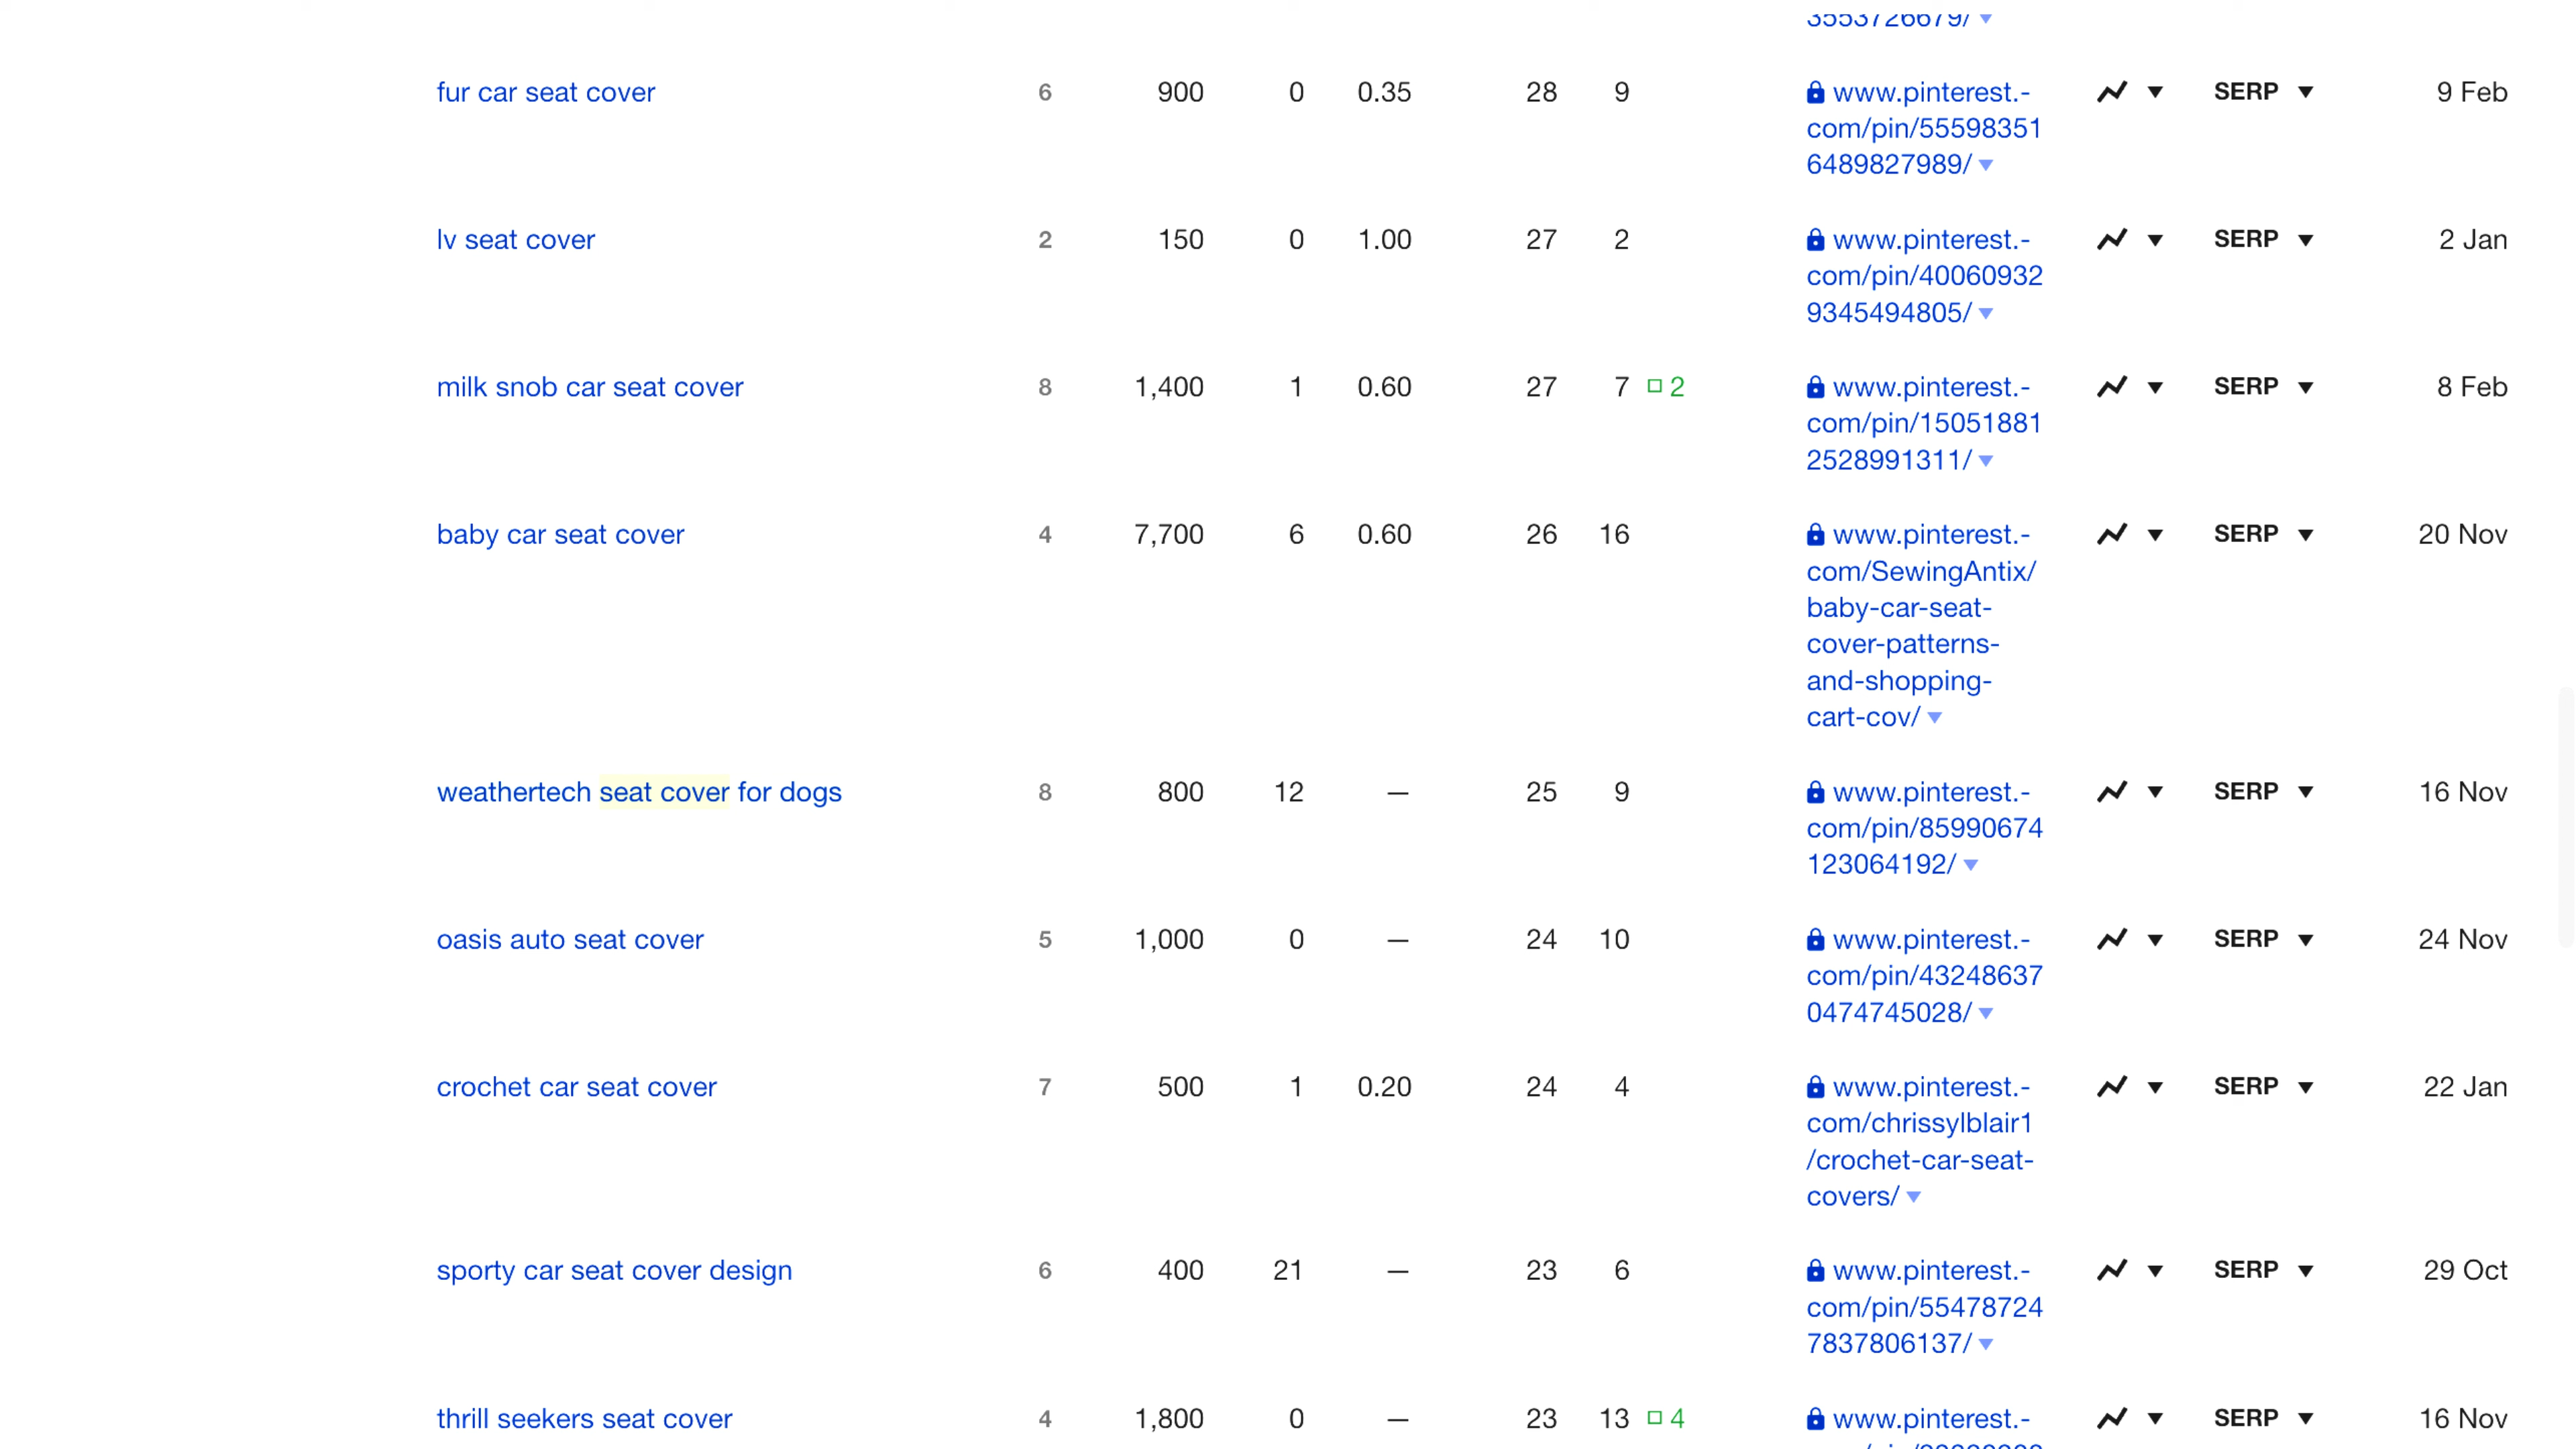 3553726679/
fur car seat cover 6 900 0 0.35 28 9 www.pinterest.- SERP 9 Feb
com/pin/55598351
6489827989/
lv seat cover 2 150 0 1.00 27 2 www.pinterest.- SERP 2 Jan
com/pin/40060932
9345494805/
milk snob car seat cover 8 1,400 1 0.60 27 7 2 www.pinterest.- SERP 8 Feb
com/pin/15051881
2528991311/
baby car seat cover 4 7,700 6 0.60 26 16 www.pinterest.- SERP 20 Nov
com/SewingAntix/
baby-car-seat-
cover-patterns-
and-shopping-
cart-cov/
weathertech seat cover for dogs 8 800 12 — 25 9 www.pinterest.- SERP 16 Nov
com/pin/85990674
123064192/
oasis auto seat cover 5 1,000 0 — 24 10 www.pinterest.- SERP 24 Nov
com/pin/43248637
0474745028/
crochet car seat cover 7 500 1 0.20 24 4 www.pinterest.- SERP 22 Jan
com/chrissylblair1
/crochet-car-seat-
covers/
sporty car seat cover design 6 400 21 — 23 6 www.pinterest.- SERP 29 Oct
com/pin/55478724
7837806137/
thrill seekers seat cover 4 1,800 0 — 23 13 4 www.pinterest.- SERP 16 Nov